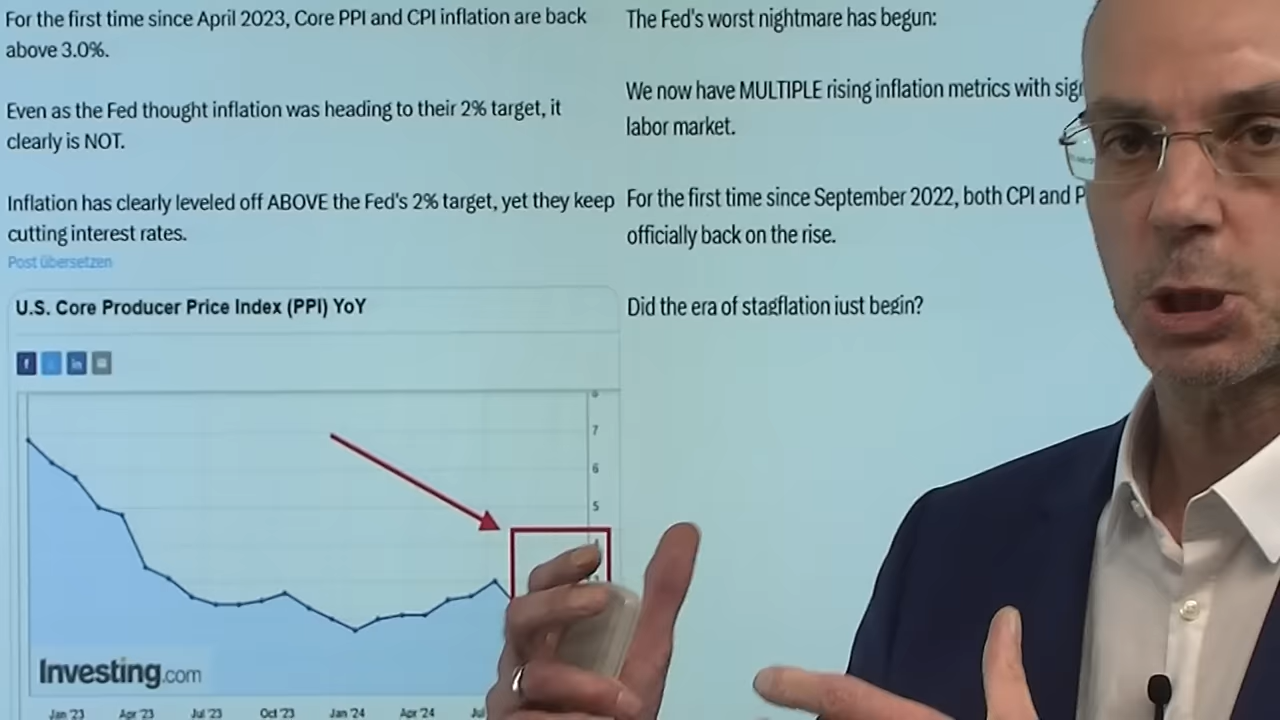 For the first time since April 2023, Core PPI and CPI inflation are back
above 3.0%.
Even as the Fed thought inflation was heading to their 2% target, it
clearly is NOT.
Inflation has clearly leveled off ABOVE the Fed's 2% target, yet they keep
cutting interest rates.
Post übersetzen
U.S. Core Producer Price Index (PPI) YoY
f
in
7
6
5
Investing.com
Jan '23 Apr '23 Jul '23 Oct '23 Jan '24 Apr '24
The Fed's worst nightmare has begun:
We now have MULTIPLE rising inflation metrics with
labor market.
For the first time since September 2022, both CPI and
officially back on the rise.
Did the era of stagflation just begin?